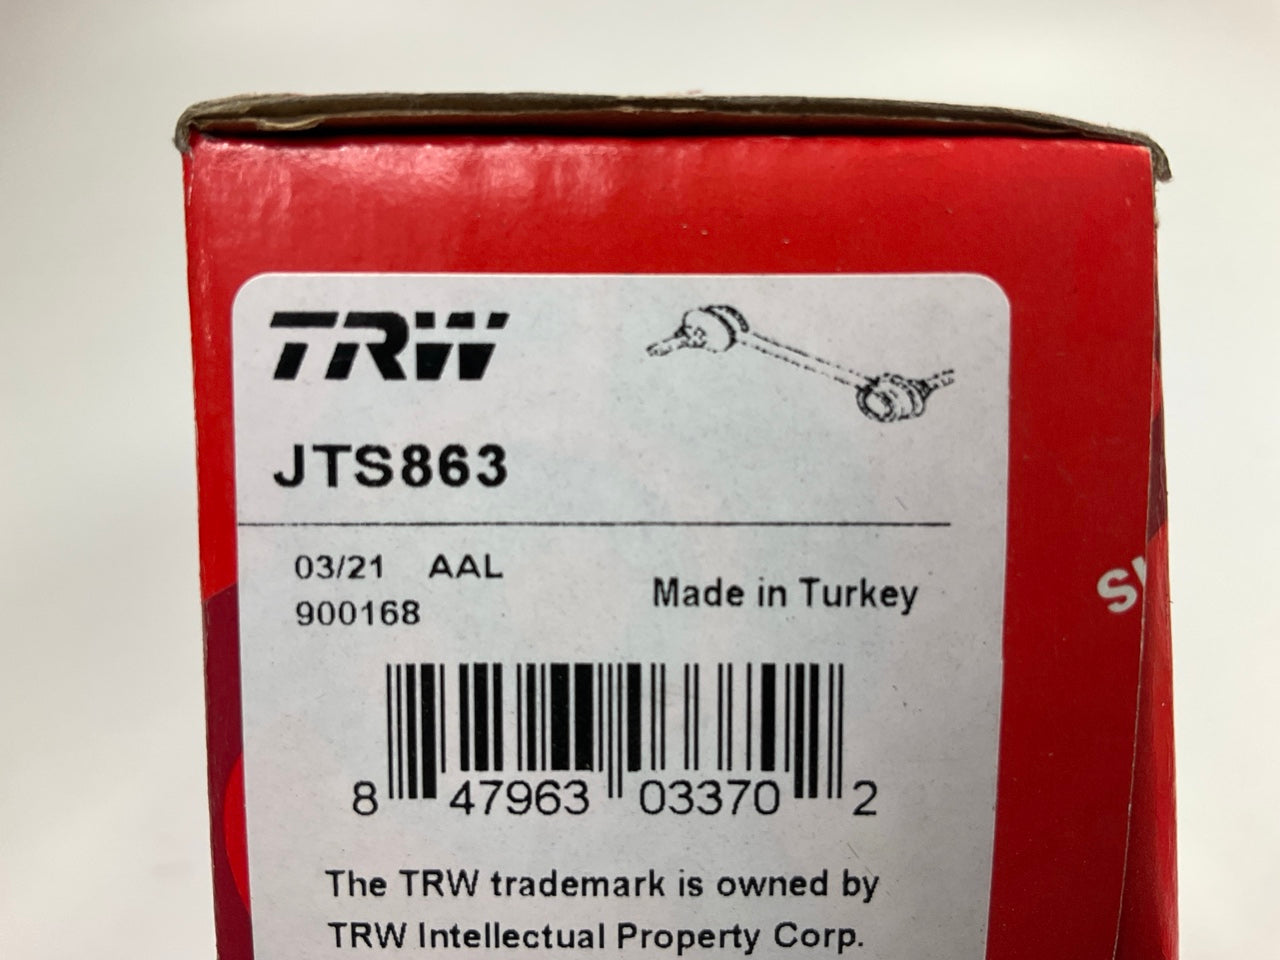 TRW
JTS863
03/21 AAL
900168
Made in Turkey
8 47963 03370 2
The TRW trademark is owned by
TRW Intellectual Property Corp.